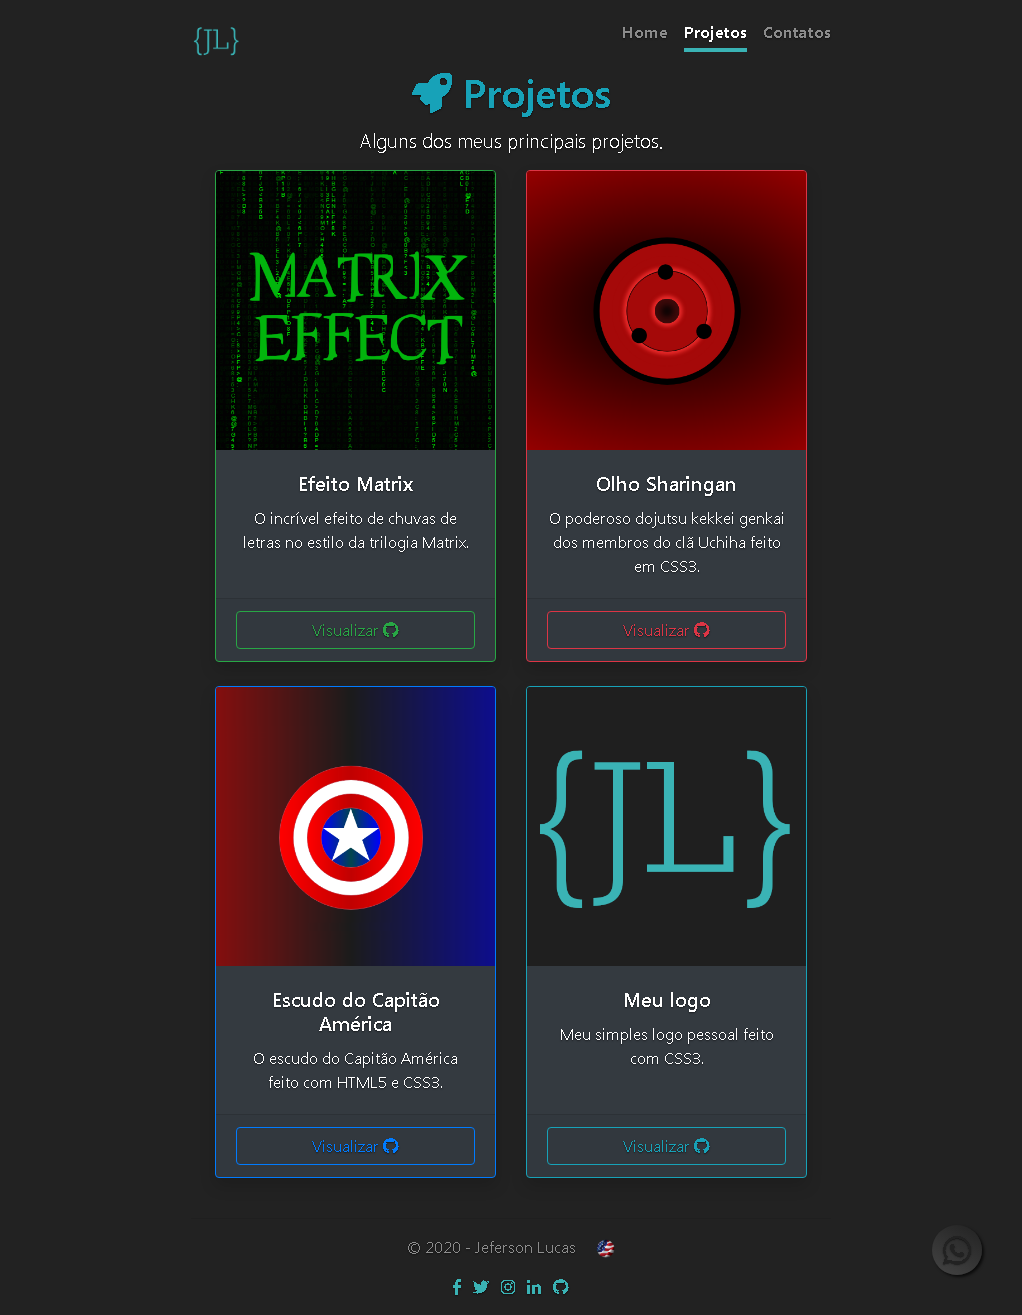 {JL}
Home Projetos Contatos
Projetos
Alguns dos meus principais projetos.
MATRIX
EFFECT
Efeito Matrix
O incrível efeito de chuvas de
letras no estilo da trilogia Matrix.
Visualizar
Olho Sharingan
O poderoso dojutsu kekkei genkai
dos membros do clã Uchiha feito
em CSS3.
Visualizar
Escudo do Capitão
América
O escudo do Capitão América
feito com HTML5 e CSS3.
Visualizar
{JL}
Meu logo
Meu simples logo pessoal feito
com CSS3.
Visualizar
© 2020 - Jeferson Lucas